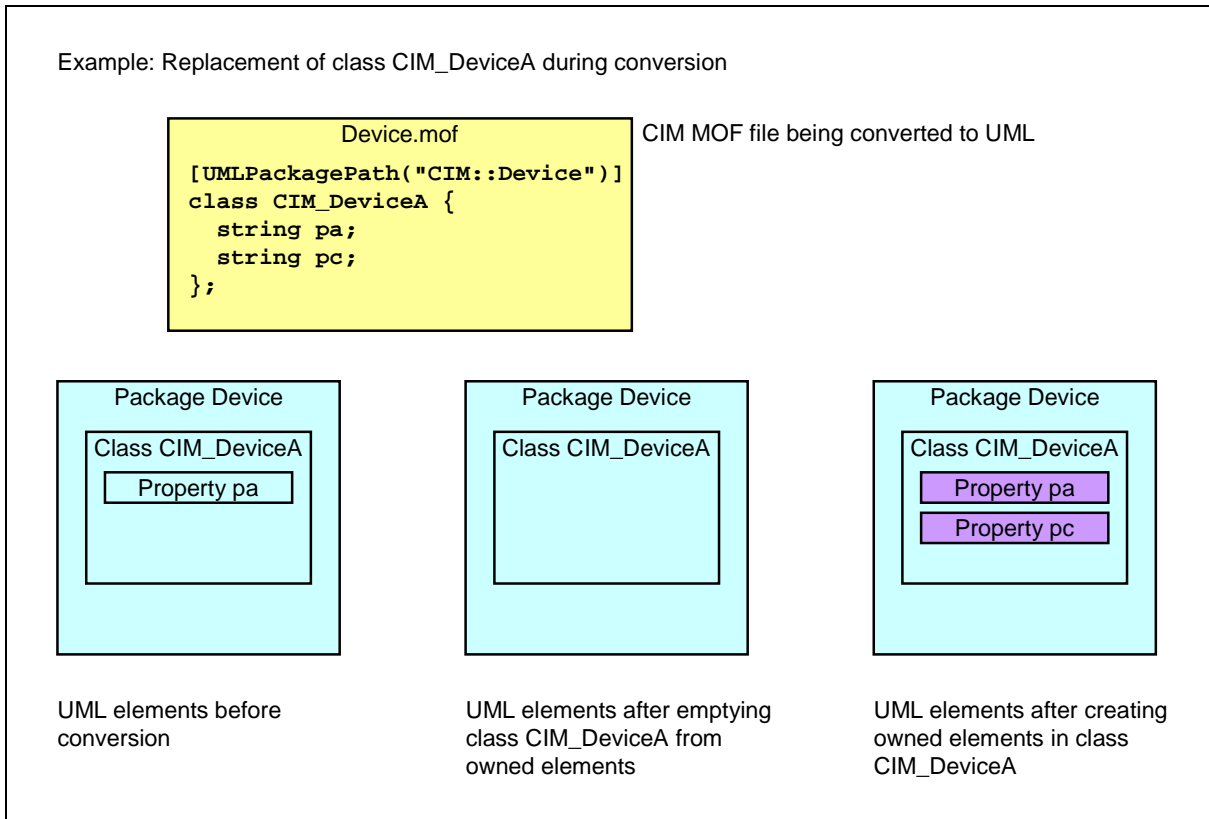 Example: Replacement of class CIM_DeviceA during conversion
Device.mof
CIM MOF file being converted to UML
[UMLPackagePath("CIM::Device")]
class CIM_DeviceA {
string pa;
string pc;
};
Package Device
Class CIM_DeviceA
Property pa
UML elements before
conversion
Package Device
Class CIM_DeviceA
UML elements after emptying
class CIM_DeviceA from
owned elements
Package Device
Class CIM_DeviceA
Property pa
Property pc
UML elements after creating
owned elements in class
CIM_DeviceA